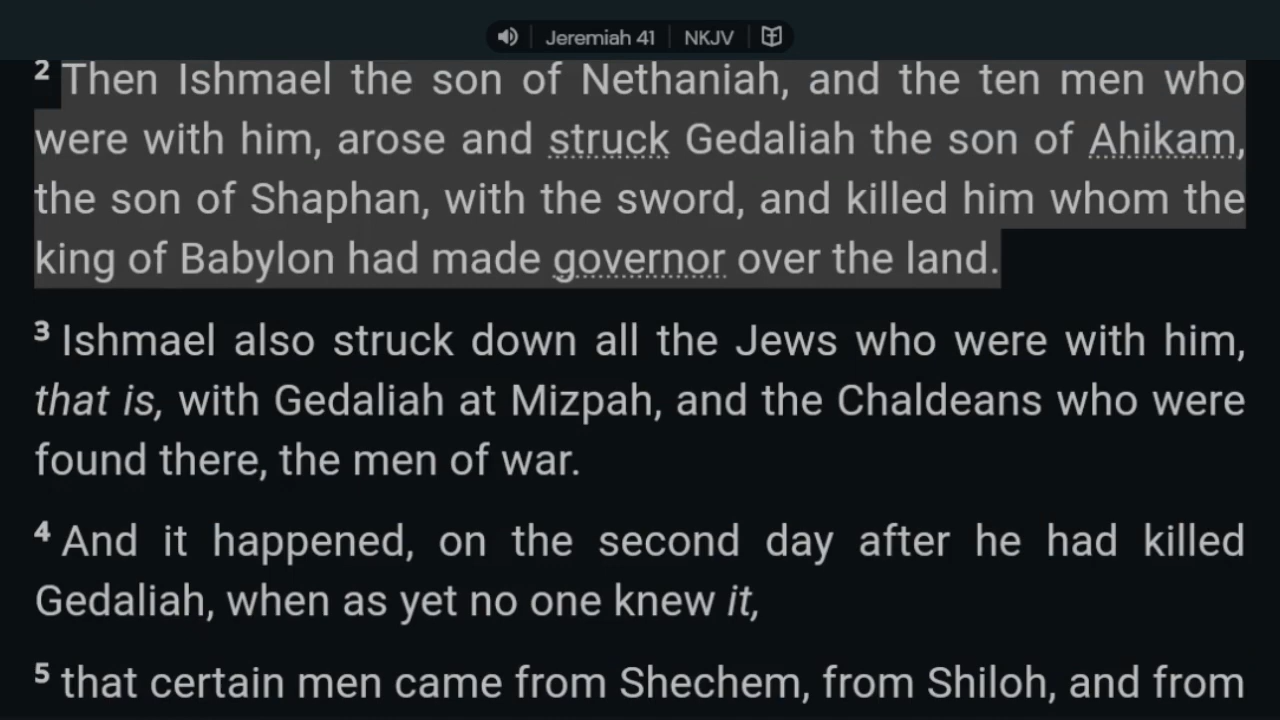 Jeremiah 41 NKJV
2 Then Ishmael the son of Nethaniah, and the ten men who
were with him, arose and struck Gedaliah the son of Ahikam,
the son of Shaphan, with the sword, and killed him whom the
king of Babylon had made governor over the land.
3 Ishmael also struck down all the Jews who were with him,
that is, with Gedaliah at Mizpah, and the Chaldeans who were
found there, the men of war.
4 And it happened, on the second day after he had killed
Gedaliah, when as yet no one knew it,
5 that certain men came from Shechem, from Shiloh, and from